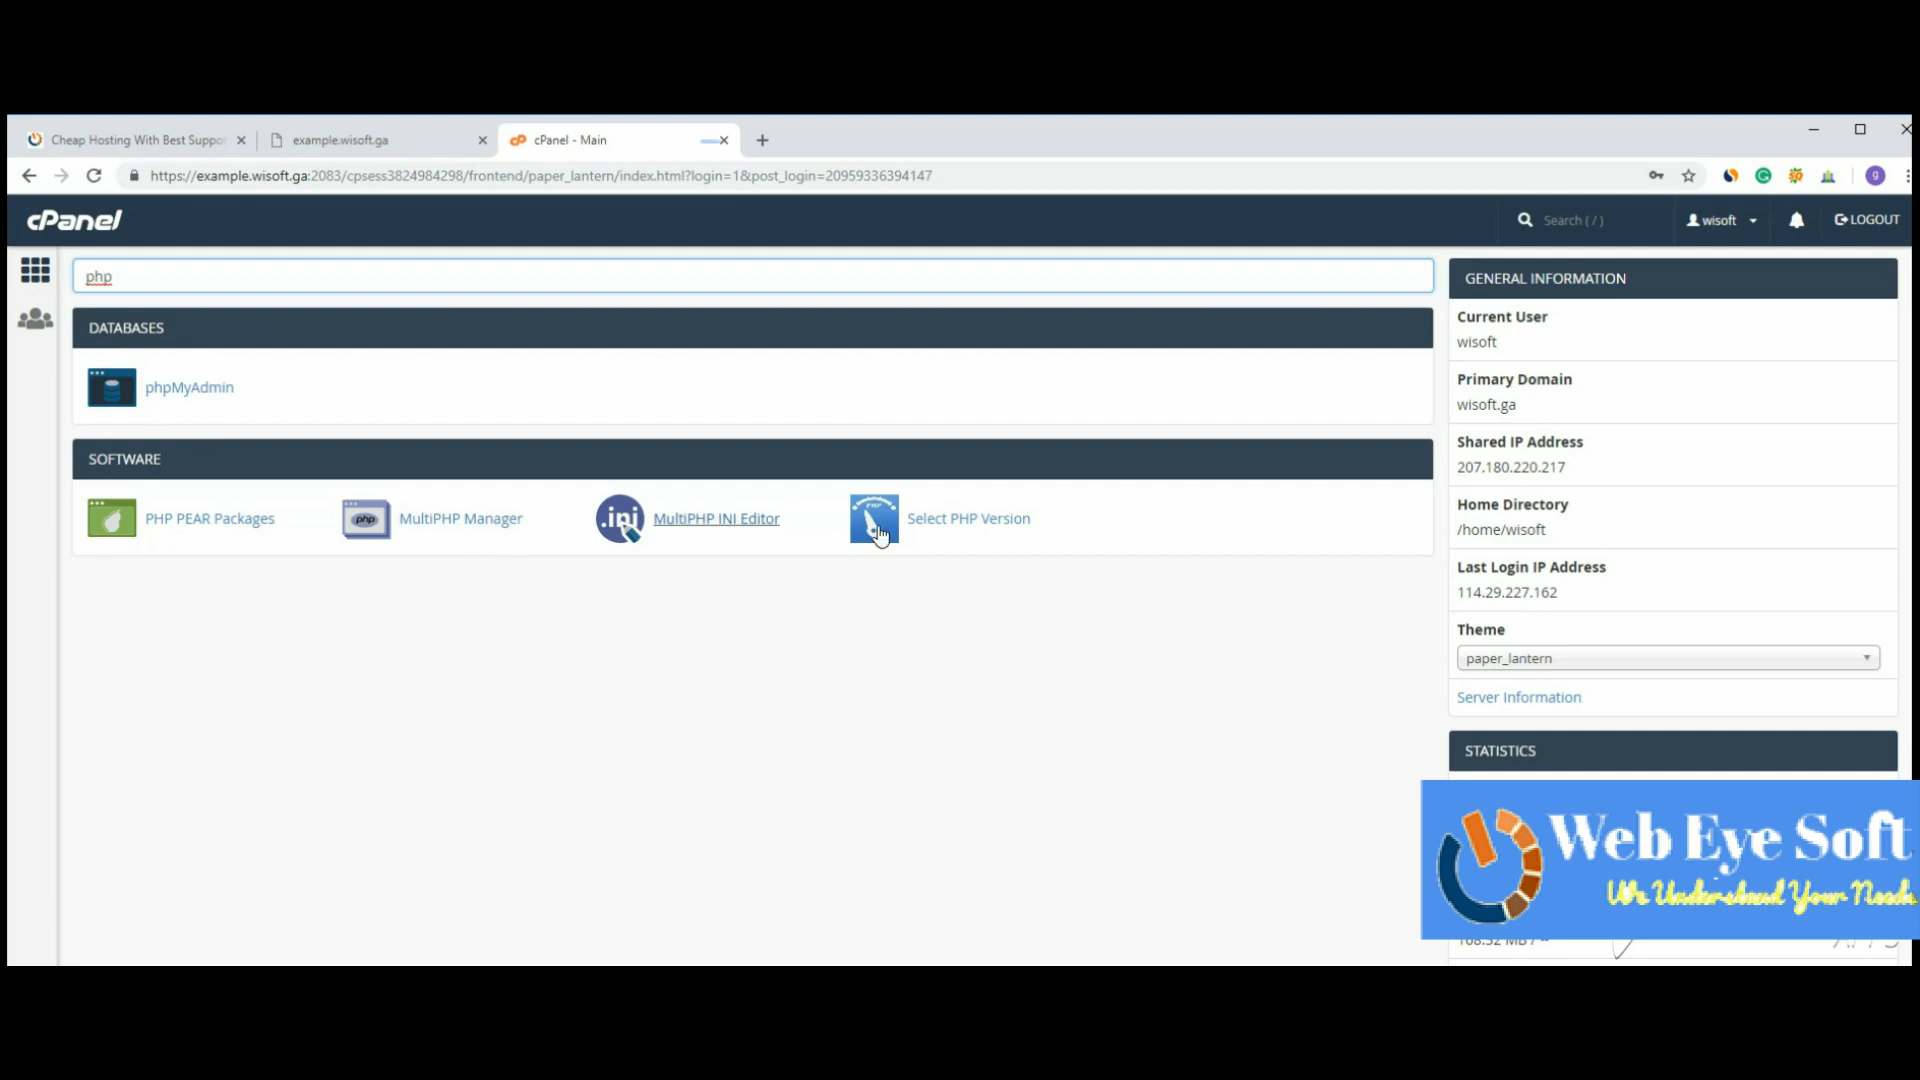 Cheap Hosting With Best Suppo
example.wisoft.ga
cPanel - Main
https://example.wisoft.ga:2083/cpsess3824984298/frontend/paper_lantern/index.html?login=1&post_login=20959336394147
g
cPanel
Search ( / )
wisoft
LOGOUT
php
DATABASES
phpMyAdmin
SOFTWARE
PHP PEAR Packages
php
MultiPHP Manager
.ini
MultiPHP INI Editor
PHP
Select PHP Version
GENERAL INFORMATION
Current User
wisoft
Primary Domain
wisoft.ga
Shared IP Address
207.180.220.217
Home Directory
/home/wisoft
Last Login IP Address
114.29.227.162
Theme
paper_lantern
Server Information
STATISTICS
Web Eye Soft
We Understand Your Needs